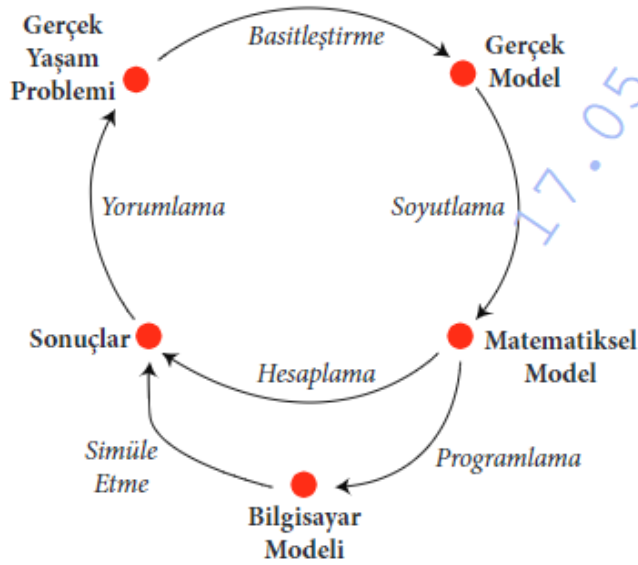 Gerçek
Yaşam
Problemi
Basitleştirme
Gerçek
Model
17.05
Yorumlama
Soyutlama
Sonuçlar
Hesaplama
Matematiksel
Model
Simüle
Etme
Programlama
Bilgisayar
Modeli